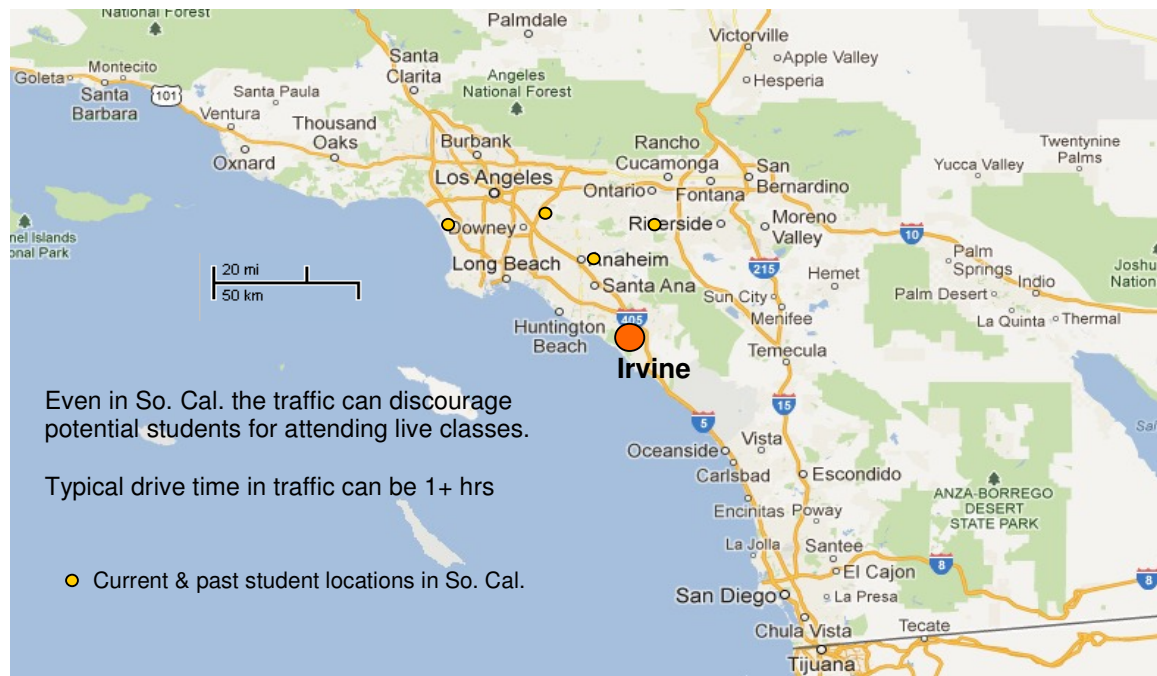 National Forest
Palmdale
Victorville
Apple Valley
Hesperia
Santa
Clarita
Angeles
National Forest
Goleta
Montecito
Santa
Barbara
101
Santa Paula
Ventura
Oxnard
Thousand
Oaks
Burbank
Los Angeles
Rancho
Cucamonga
Ontario
Fontana
San
Bernardino
Yucca Valley
Twentynine
Palms
Downey
Riverside
Moreno
Valley
10
nel Islands
onal Park
20 mi
50 km
Long Beach
Anaheim
Santa Ana
215
Hemet
Palm
Springs
Indio
Joshu
Nation
Sun City
Palm Desert
Menifee
La Quinta
Thermal
Huntington
Beach
405
Irvine
Temecula
Even in So. Cal. the traffic can discourage
potential students for attending live classes.
15
5
Sal
Oceanside
Vista
Carlsbad
Escondido
Typical drive time in traffic can be 1+ hrs
ANZA-BORREGO
DESERT
STATE PARK
Encinitas
Poway
La Jolla
Santee
El Cajon
8
8
Current & past student locations in So. Cal.
San Diego
La Presa
Chula Vista
Tecate
Tijuana